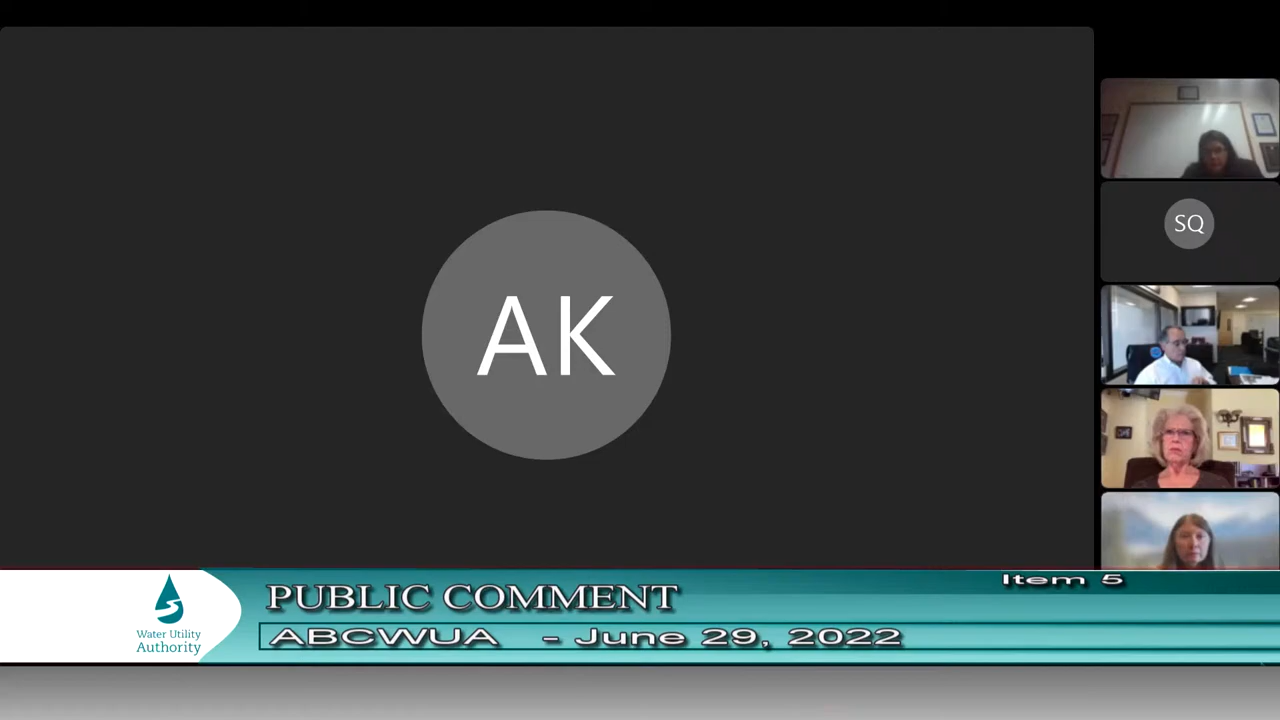 AK
SQ
PUBLIC COMMENT
Item 5
ABCWUA - June 29, 2022
Water Utility
Authority